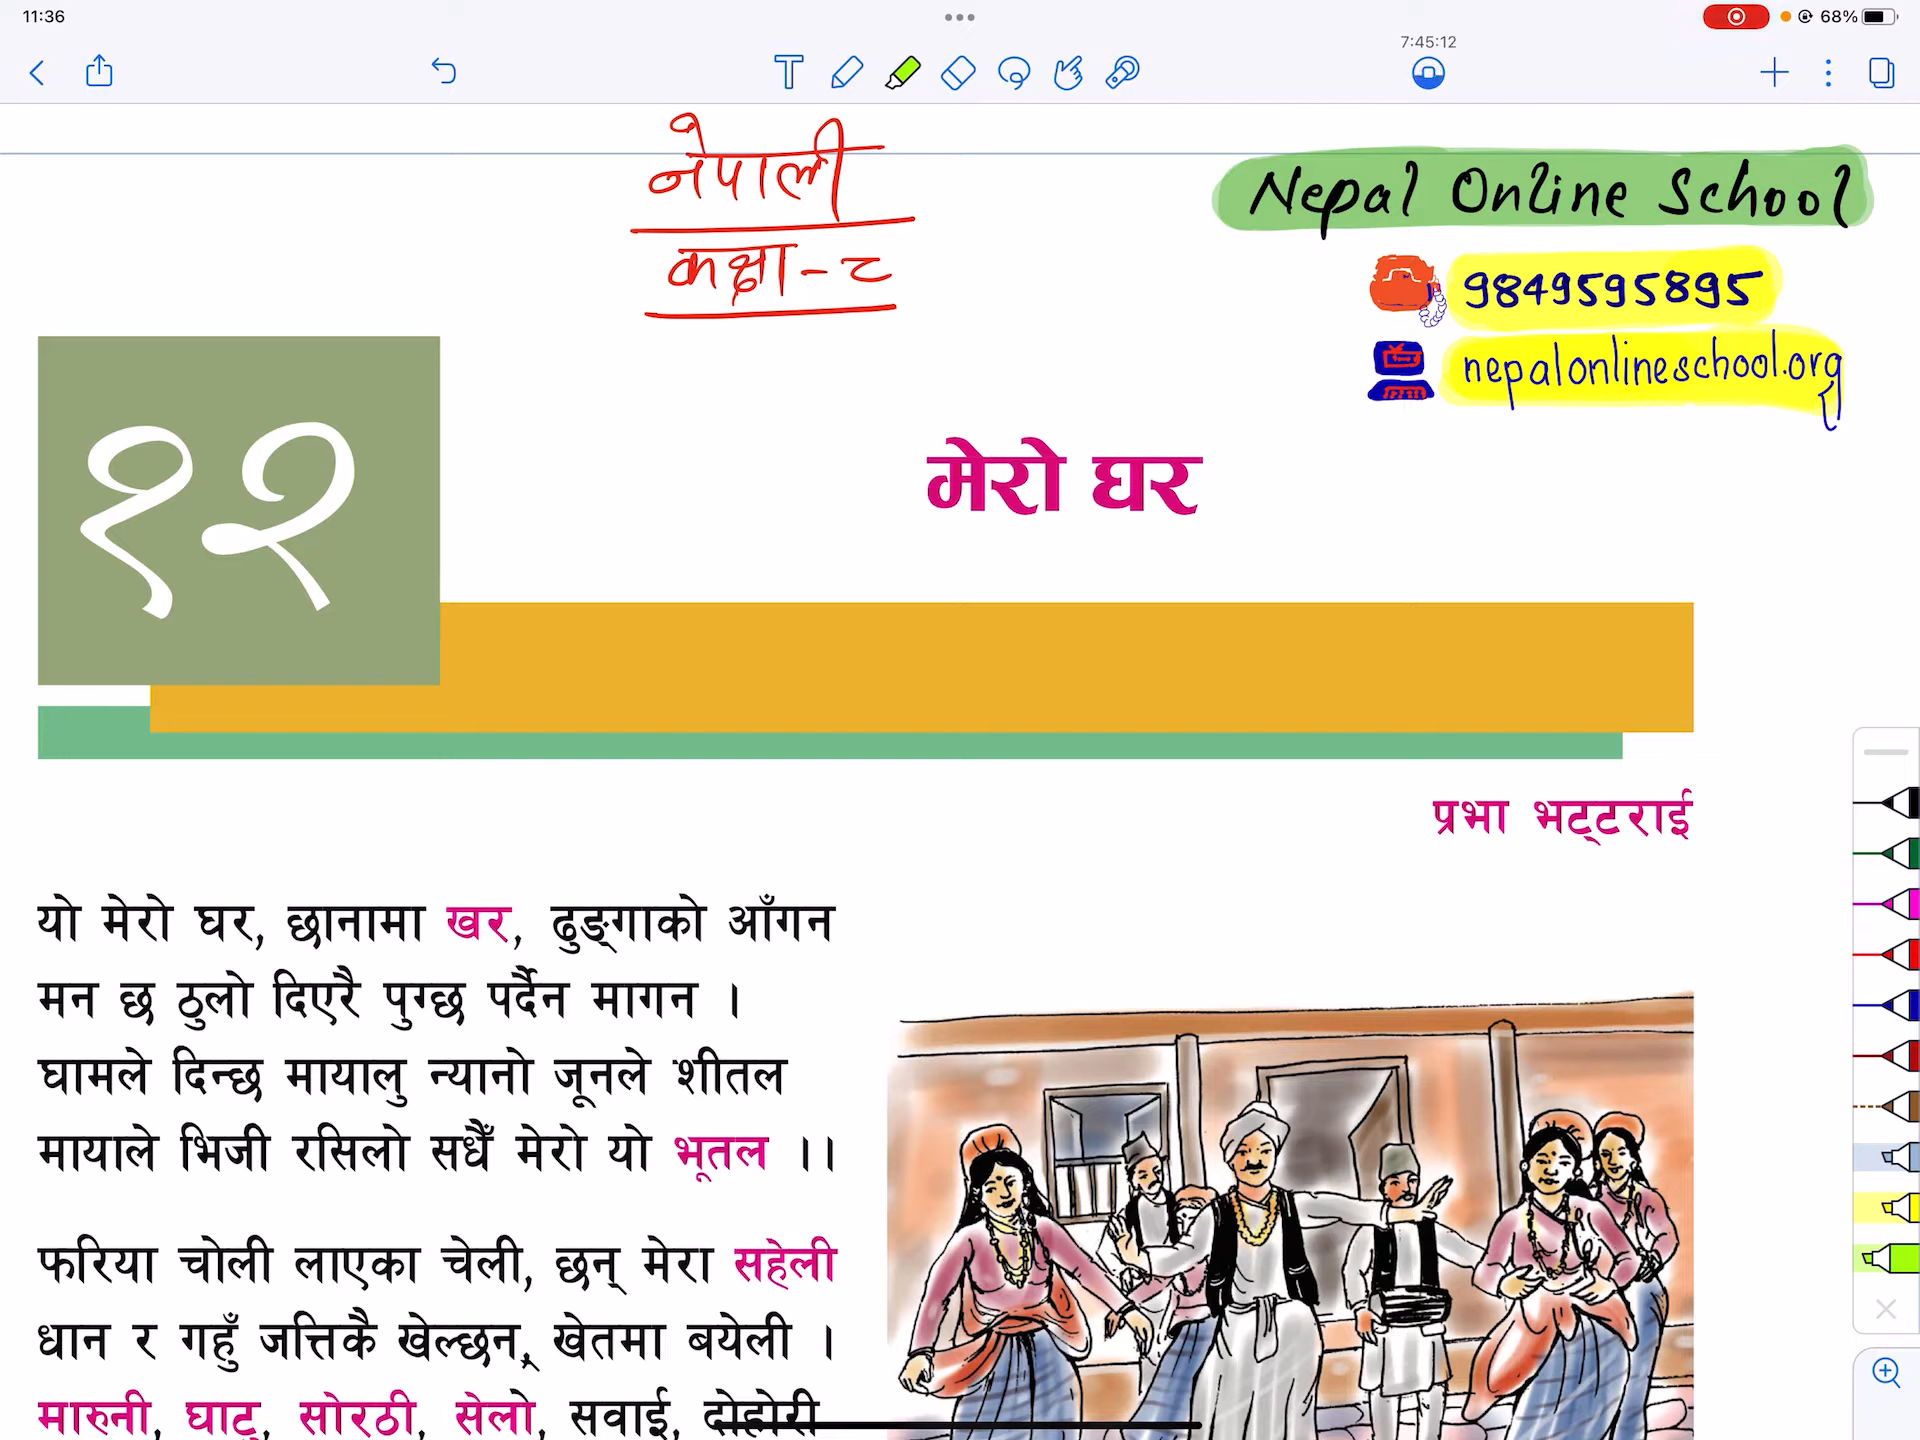 11:36
68%
7:45:12
नेपाली
कक्षा - ८
Nepal Online School
9849595895
nepalonlineschool.org
१२
मेरो घर
प्रभा भट्टराई
यो मेरो घर, छानामा खर, ढुङ्गाको आँगन
मन छ ठुलो दिएरै पुग्छ पर्दैन मागन ।
घामले दिन्छ मायालु न्यानो जूनले शीतल
मायाले भिजी रसिलो सधैँ मेरो यो भूतल ।।
फरिया चोली लाएका चेली, छन् मेरा सहेली
धान र गहुँ जत्तिकै खेल्छन्, खेतमा बयेली ।
मारुनी, घाटु, सोरठी, सेलो, सवाई, दोहोरी